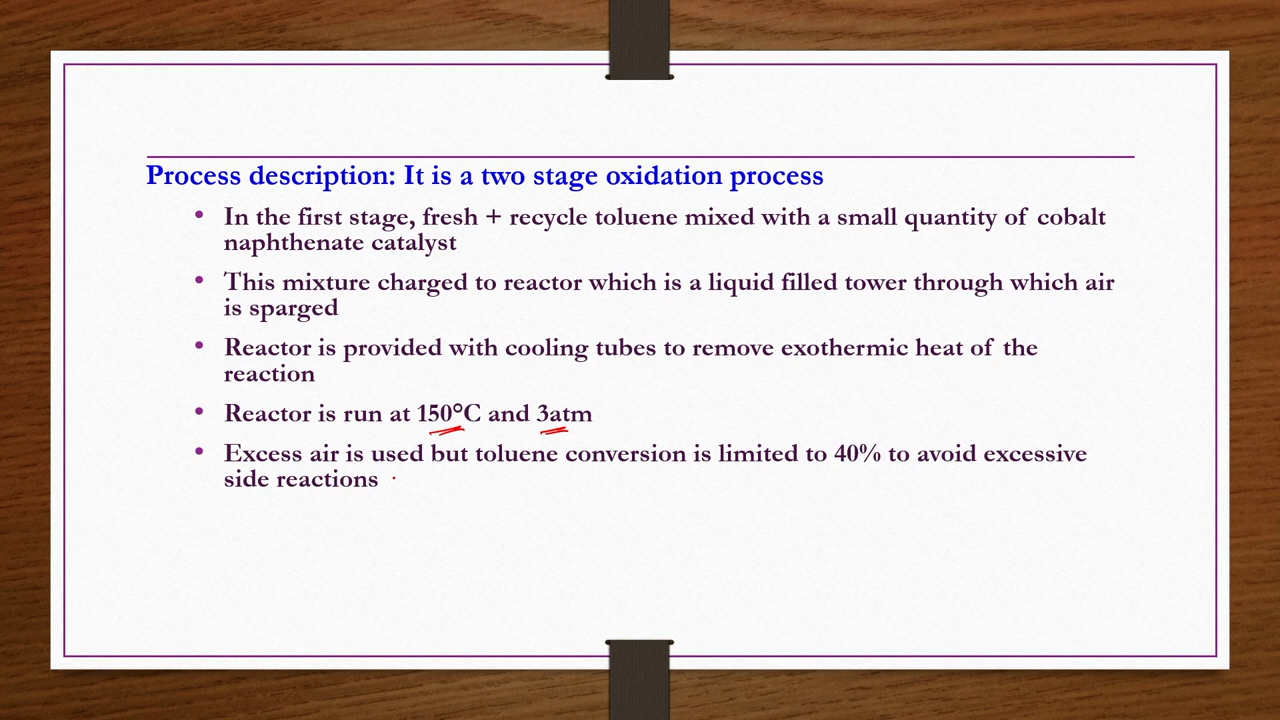 Process description: It is a two stage oxidation process
• In the first stage, fresh + recycle toluene mixed with a small quantity of cobalt
naphthenate catalyst
• This mixture charged to reactor which is a liquid filled tower through which air
is sparged
• Reactor is provided with cooling tubes to remove exothermic heat of the
reaction
• Reactor is run at 150°C and 3atm
• Excess air is used but toluene conversion is limited to 40% to avoid excessive
side reactions